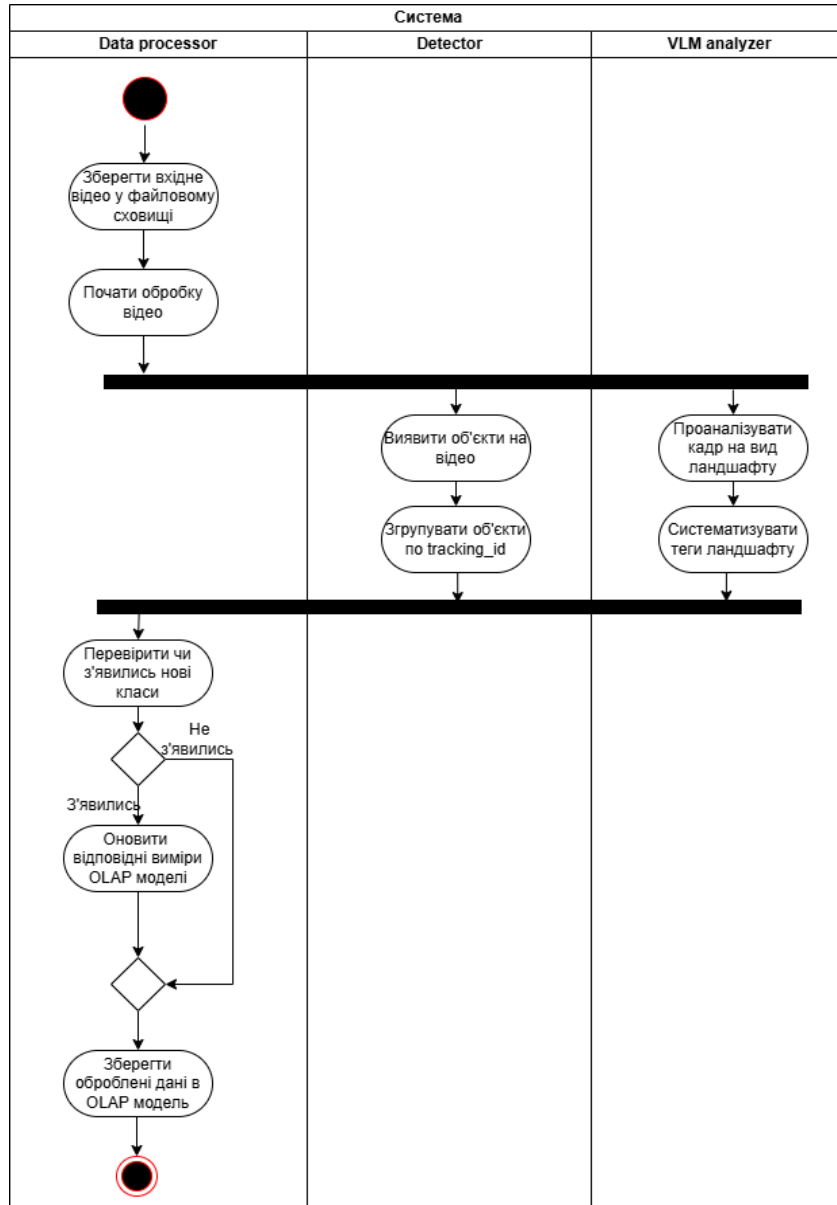 Система
Data processor
Detector
VLM analyzer
Зберегти вхідне
відео у файловому
сховищі
Почати обробку
відео
Виявити об'єкти на
відео
Проаналізувати
кадр на вид
ландшафту
Згрупувати об'єкти
по tracking_id
Систематизувати
теги ландшафту
Перевірити чи
з'явились нові
класи
Не
з'явились
З'явились
Оновити
відповідні виміри
OLAP моделі
Зберегти
оброблені дані в
OLAP модель